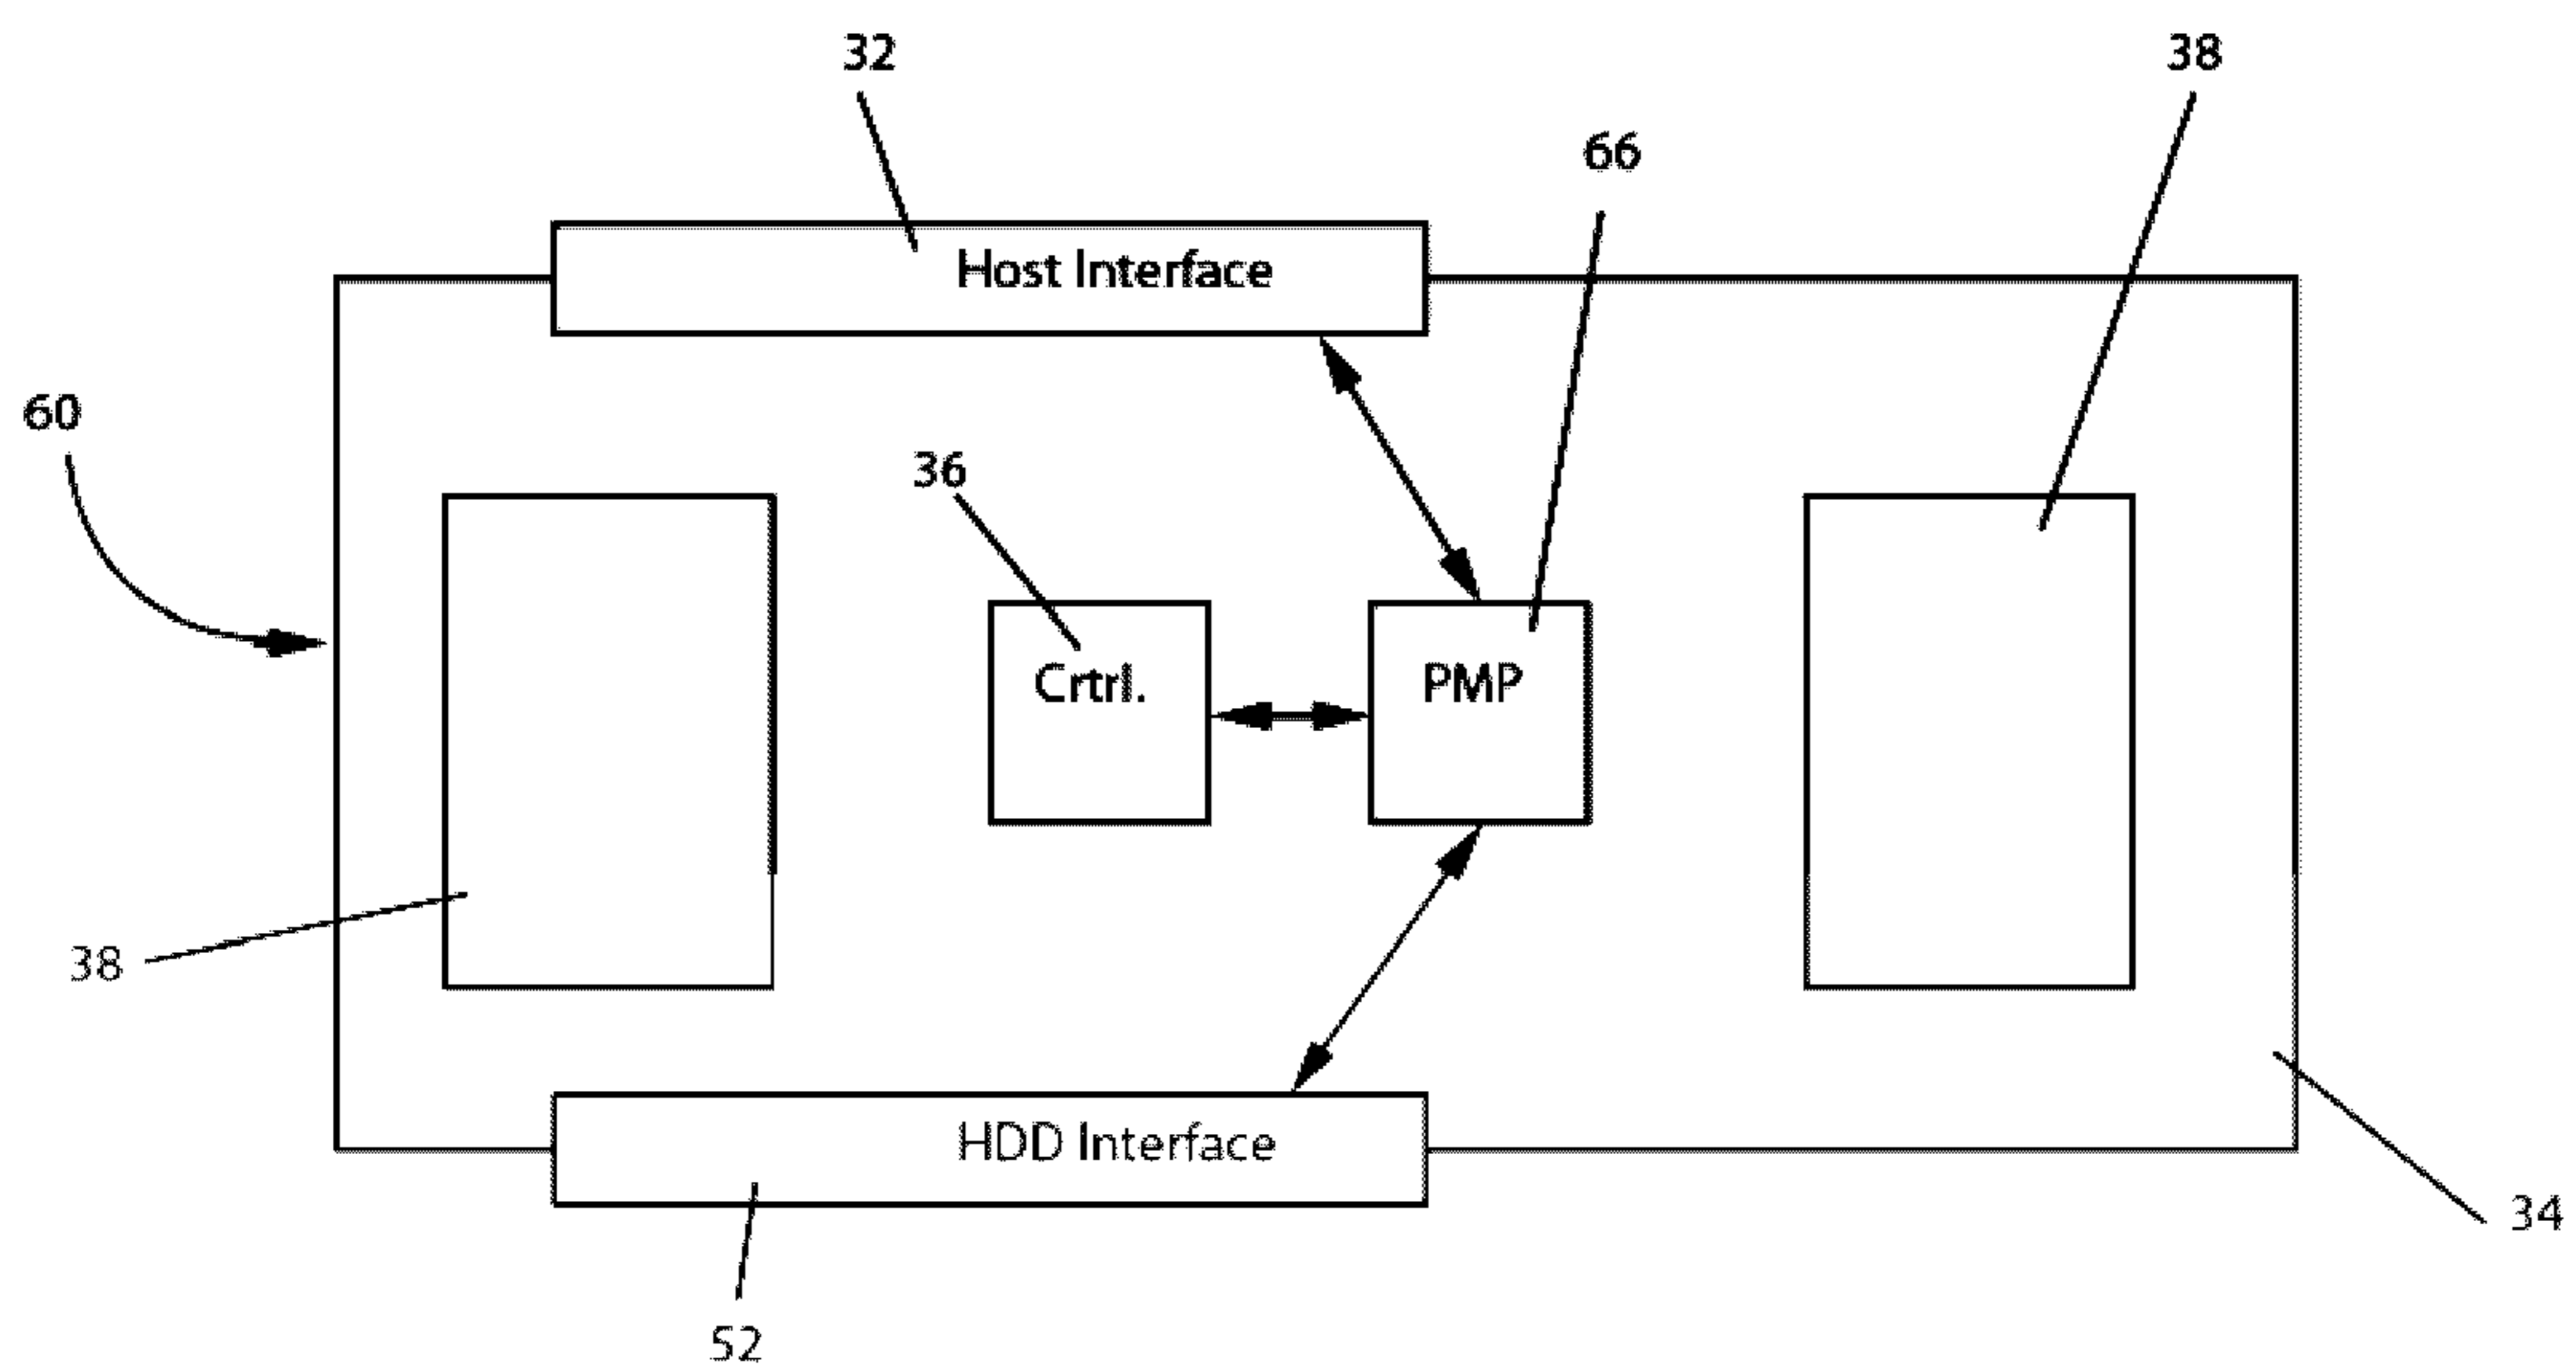 32
38
66
Host Interface
60
36
Crtrl.
PMP
38
HDD Interface
34
52